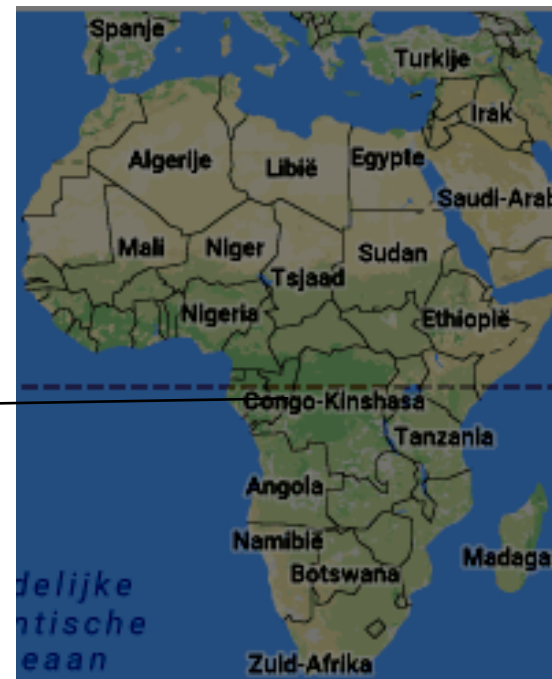 Spanje
Turkije
Irak
Algerije
Libië
Egypte
Saudi-Arab
Mali
Niger
Sudan
Tsjaad
Nigeria
Ethiopië
Congo-Kinshasa
Tanzania
Angola
Namibië
Madaga
Botswana
delijke
ntische
eaan
Zuid-Afrika